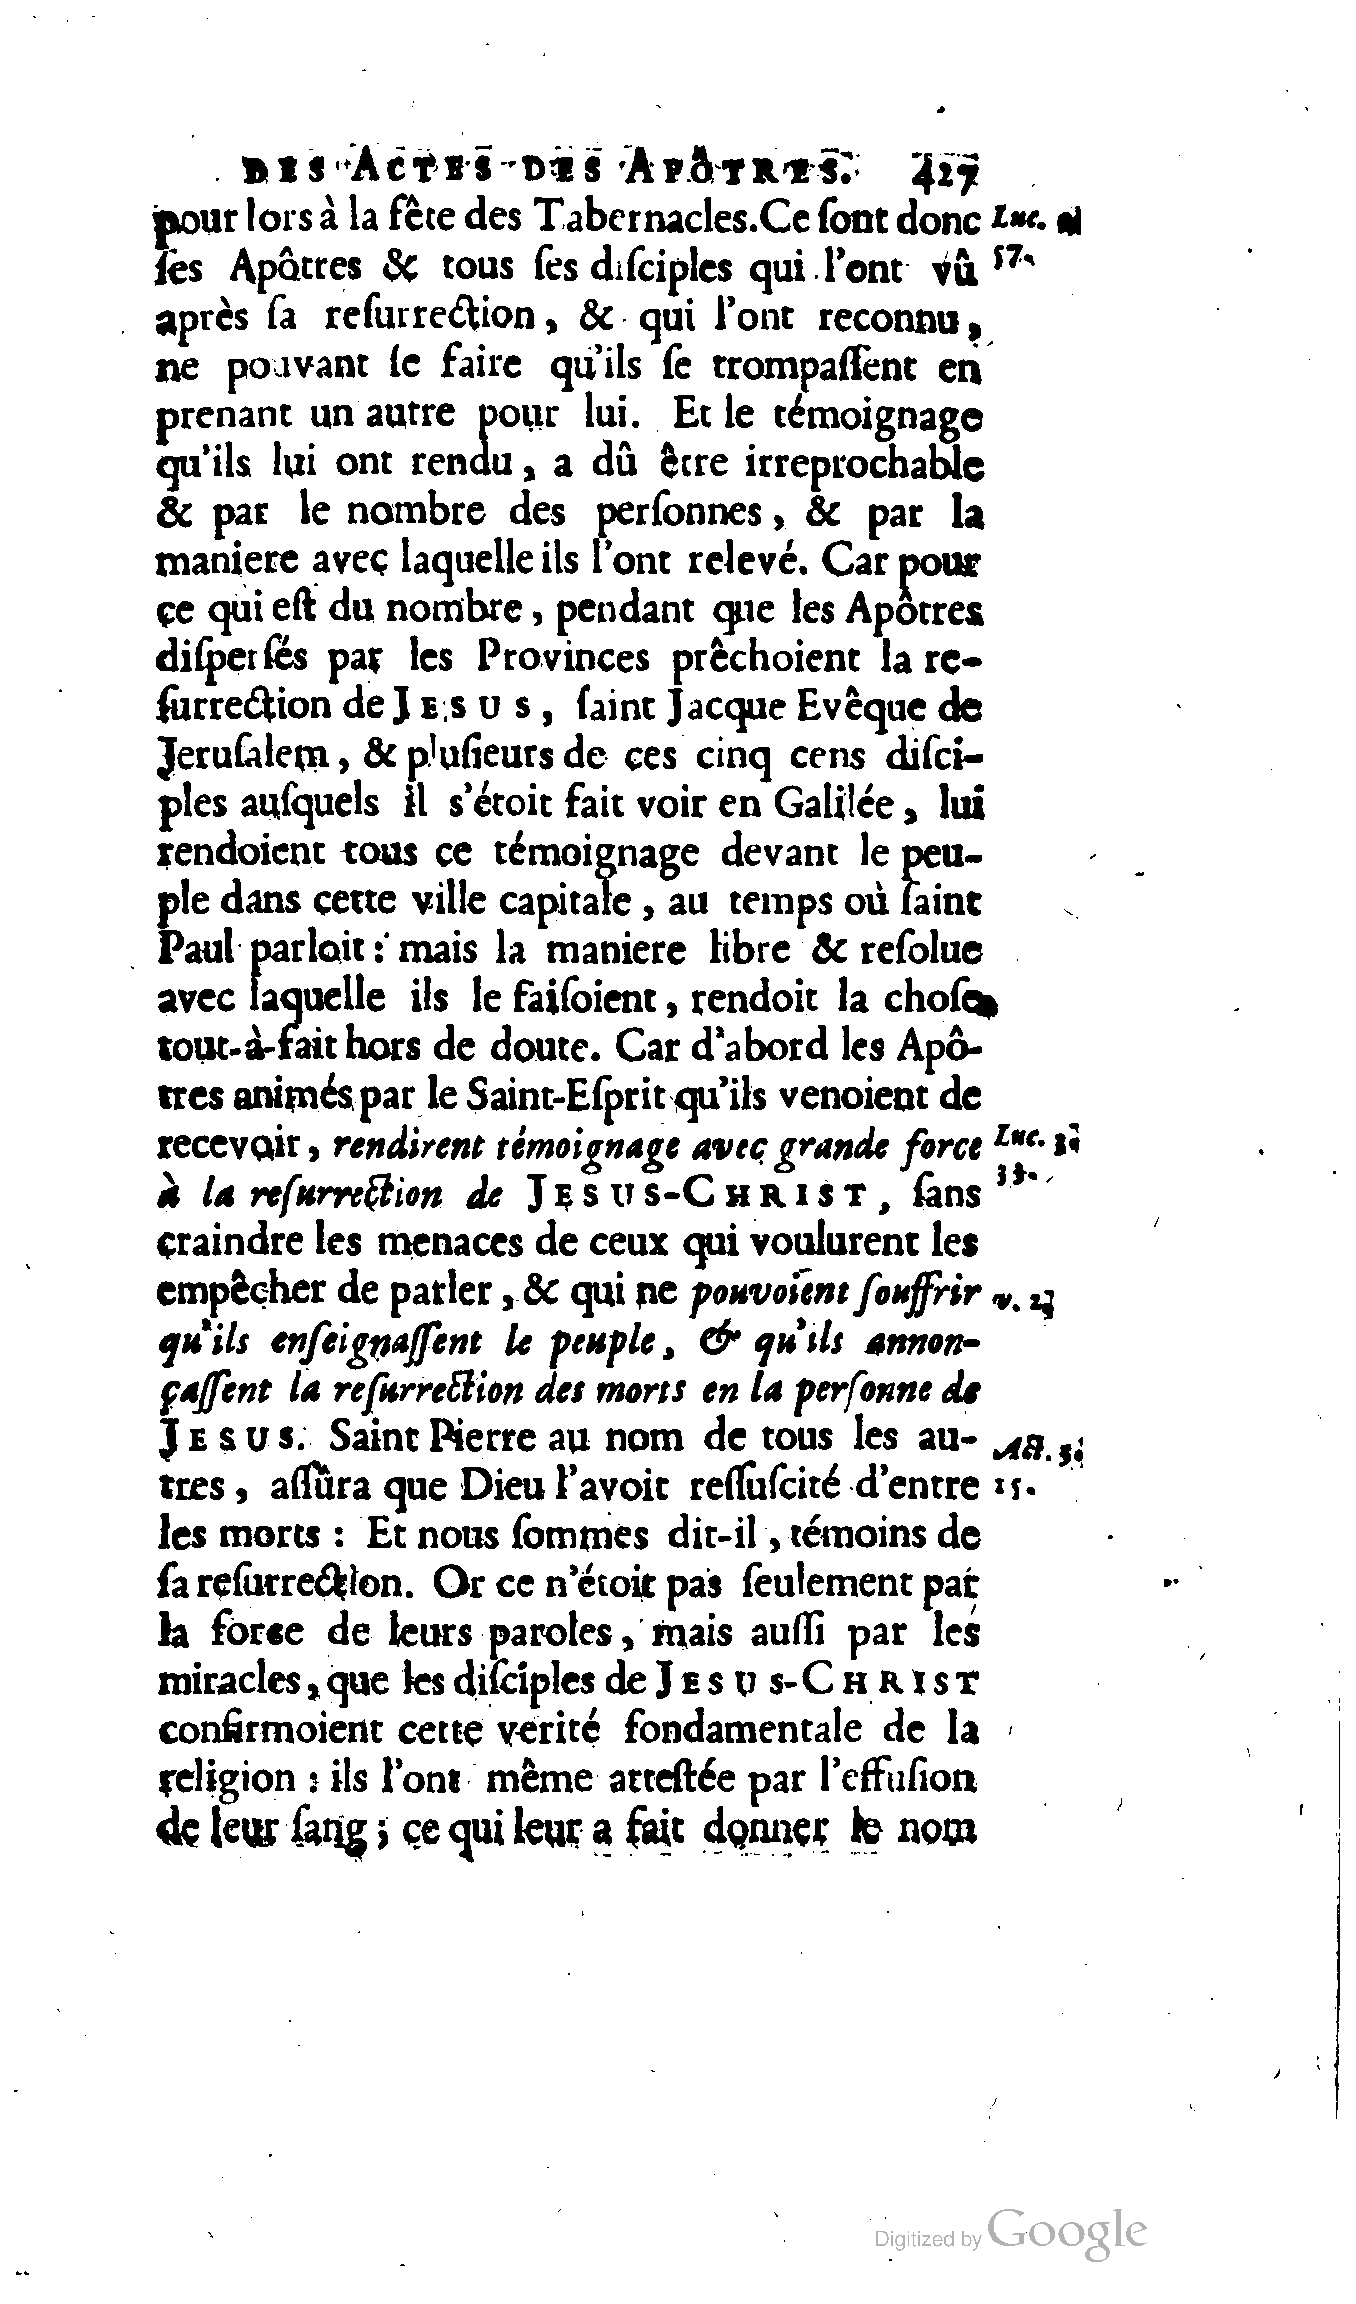 DES ACTES DES APÔTRES. 427
pour lors à la fête des Tabernacles. Ce ſont donc
ſes Apôtres & tous ſes diſciples qui l'ont vû
après ſa reſurrection, & qui l'ont reconnu,
ne pouvant ſe faire qu'ils ſe trompaſſent en
prenant un autre pour lui. Et le témoignage
qu'ils lui ont rendu, a dû être irreprochable
& par le nombre des perſonnes, & par la
maniere avec laquelle ils l'ont relevé. Car pour
ce qui eſt du nombre, pendant que les Apôtres
diſperſés par les Provinces prêchoient la re-
ſurrection de JESUS, ſaint Jacque Evêque de
Jeruſalem, & pluſieurs de ces cinq cens diſci-
ples auſquels il s'étoit fait voir en Galilée, lui
rendoient tous ce témoignage devant le peu-
ple dans cette ville capitale, au temps où ſaint
Paul parloit: mais la maniere libre & reſolue
avec laquelle ils le faiſoient, rendoit la choſe
tout-à-fait hors de doute. Car d'abord les Apô-
tres animés par le Saint-Eſprit qu'ils venoient de
recevoir, rendirent témoignage avec grande force
à la reſurrection de JESUS-CHRIST, ſans
craindre les menaces de ceux qui voulurent les
empêcher de parler, & qui ne pouvoient ſouffrir
qu'ils enſeignaſſent le peuple, & qu'ils annon-
çaſſent la reſurrection des morts en la perſonne de
JESUS. Saint Pierre au nom de tous les au-
tres, aſſûra que Dieu l'avoit reſſuſcité d'entre
les morts : Et nous ſommes dit-il, témoins de
ſa reſurrection. Or ce n'étoit pas ſeulement par
la force de leurs paroles, mais auſſi par les
miracles, que les diſciples de JESUS-CHRIST
confirmoient cette verité fondamentale de la
religion : ils l'ont même atteſtée par l'effuſion
de leur ſang ; ce qui leur a fait donner le nom
Luc.
57.
Luc.
33.
v.
Act. 3.
15.
Digitized by Google